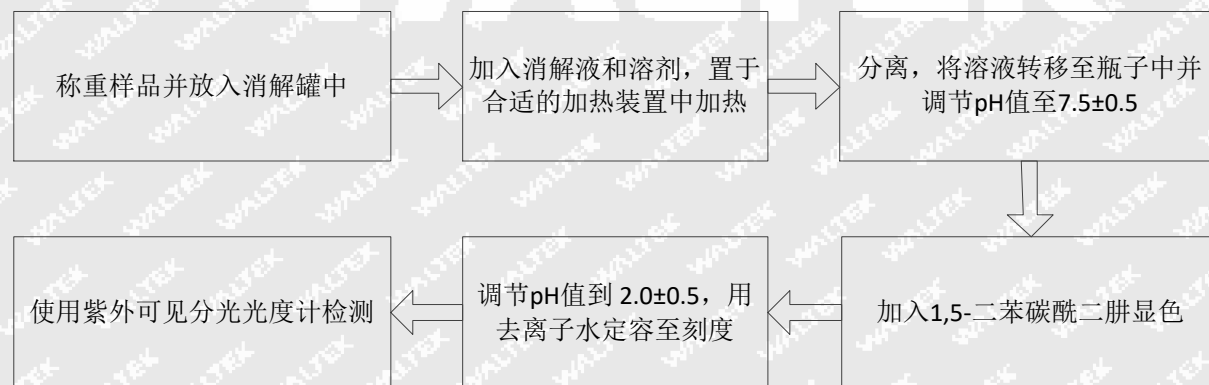 称重样品并放入消解罐中
加入消解液和溶剂，置于
合适的加热装置中加热
分离，将溶液转移至瓶子中并
调节pH值至7.5±0.5
加入1,5-二苯碳酰二肼显色
调节pH值到 2.0±0.5，用
去离子水定容至刻度
使用紫外可见分光光度计检测
WALTEK